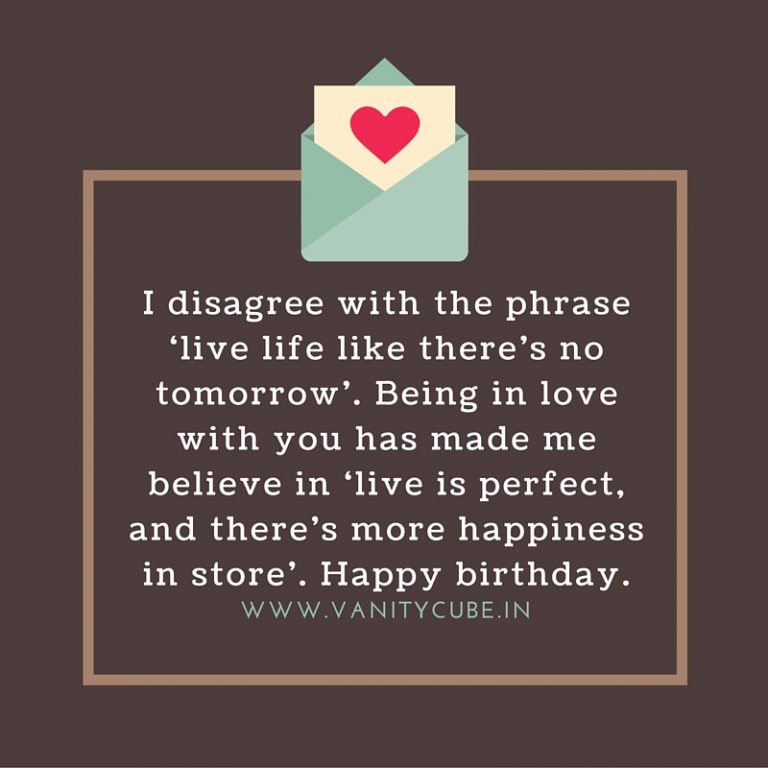 I disagree with the phrase
‘live life like there’s no
tomorrow’. Being in love
with you has made me
believe in ‘live is perfect,
and there’s more happiness
in store’. Happy birthday.
WWW.VANITYCUBE.IN